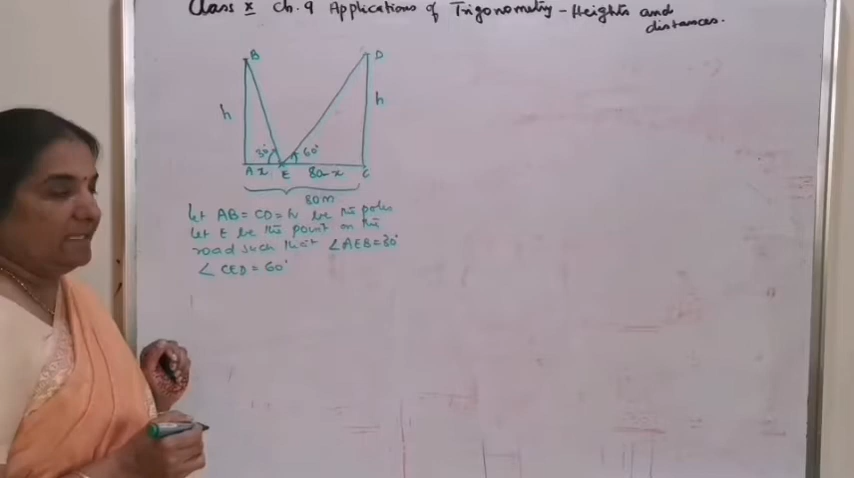 Class x Ch.9 Applications of Trigonometry - Heights and
distances.
B D
h h
30° 60°
A x E 80-x C
80m
Let AB = CD = h be the poles
Let E be the point on the
road such that ∠AEB = 30°
∠CED = 60°